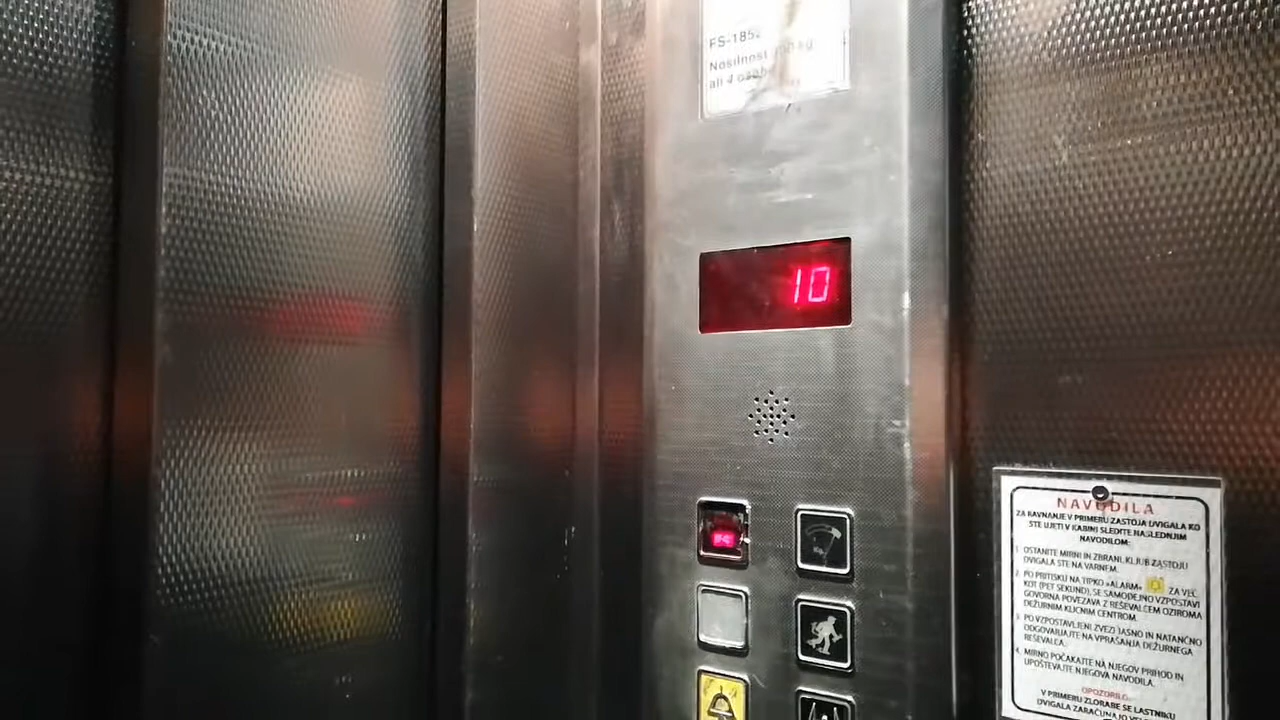 FS-1852
Nosilnost
ali 4 oseb
10
NAVODILA
ZA RAVNANJE V PRIMERU ZASTOJA DVIGALA KO
STE UJETI V KABINI SLEDITE NASLEDNJIM
NAVODILOM:
1. OSTANITE MIRNI IN ZBRANI, KLJUB ZASTOJU
DVIGALA STE NA VARNEM.
2. PO PRITISKU NA TIPKO »ALARM« ZA VEČ
KOT (PET SEKUND), SE SAMODEJNO VZPOSTAVI
GOVORNA POVEZAVA Z REŠEVALCEM OZIROMA
DEŽURNIM KLICNIM CENTROM.
3. PO VZPOSTAVLJENI ZVEZI JASNO IN NATANČNO
ODGOVARJAJTE NA VPRAŠANJA DEŽURNEGA
REŠEVALCA.
4. MIRNO POČAKAJTE NA NJEGOV PRIHOD IN
UPOŠTEVAJTE NJEGOVA NAVODILA.
OPOZORILO:
V PRIMERU ZLORABE SE LASTNIKU
DVIGALA ZARAČUNA